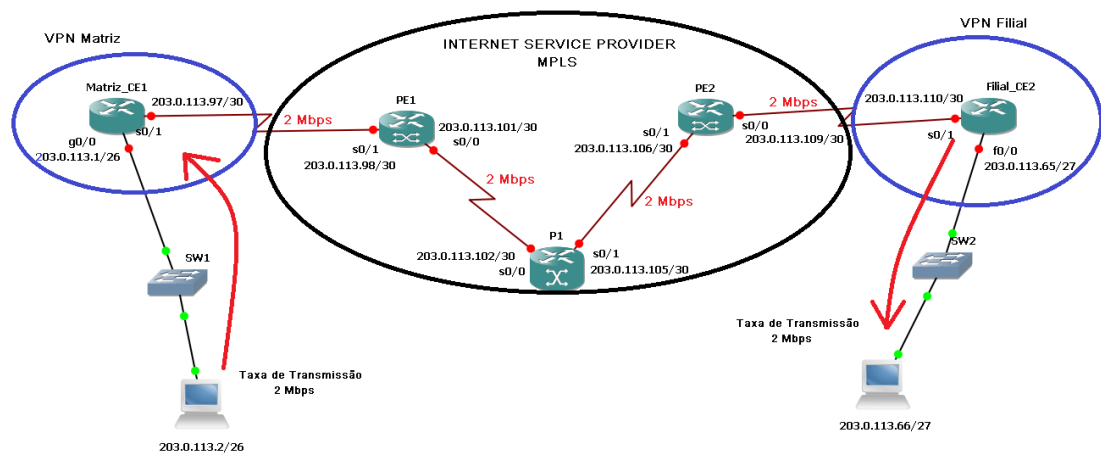 VPN Matriz
Matriz_CE1
203.0.113.97/30
s0/1
g0/0
203.0.113.1/26
2 Mbps
SW1
Taxa de Transmissão
2 Mbps
203.0.113.2/26
INTERNET SERVICE PROVIDER
MPLS
PE1
203.0.113.101/30
s0/0
s0/1
203.0.113.98/30
2 Mbps
P1
203.0.113.102/30
s0/0
s0/1
203.0.113.105/30
2 Mbps
PE2
s0/1
203.0.113.106/30
s0/0
203.0.113.109/30
2 Mbps
VPN Filial
203.0.113.110/30
Filial_CE2
s0/1
f0/0
203.0.113.65/27
SW2
Taxa de Transmissão
2 Mbps
203.0.113.66/27